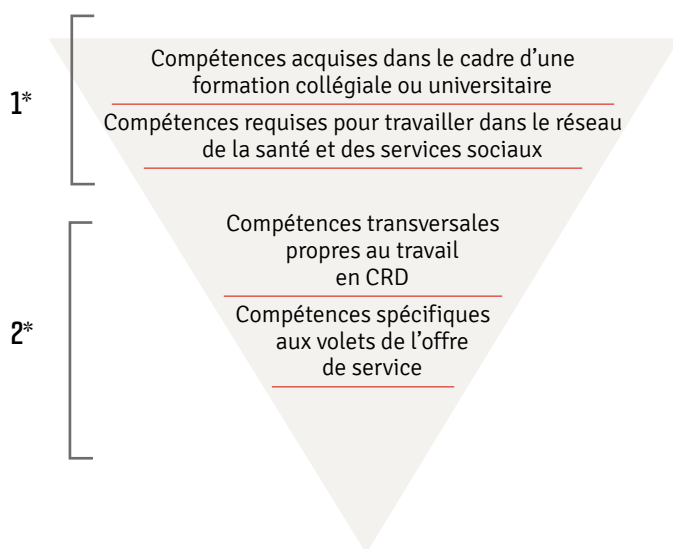 1*
Compétences acquises dans le cadre d’une
formation collégiale ou universitaire
Compétences requises pour travailler dans le réseau
de la santé et des services sociaux
2*
Compétences transversales
propres au travail
en CRD
Compétences spécifiques
aux volets de l’offre
de service